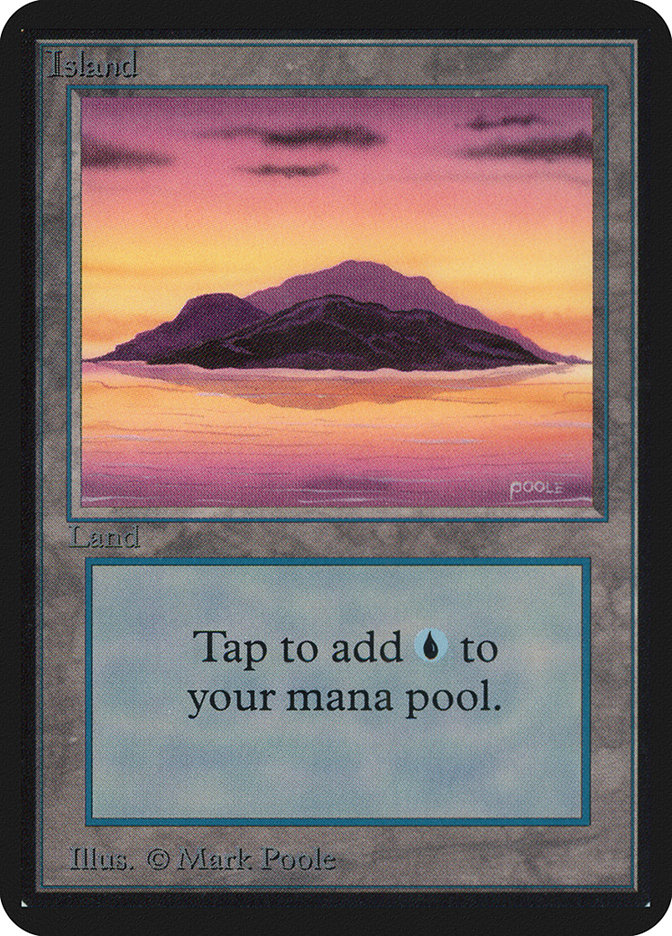 Island
POOLE
Land
Tap to add to
your mana pool.
Illus. © Mark Poole